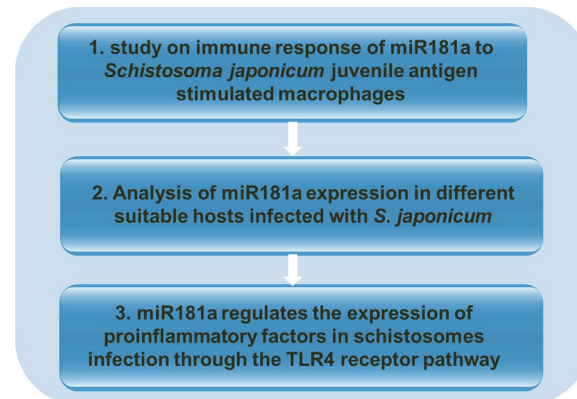 1. study on immune response of miR181a to
Schistosoma japonicum juvenile antigen
stimulated macrophages
2. Analysis of miR181a expression in different
suitable hosts infected with S. japonicum
3. miR181a regulates the expression of
proinflammatory factors in schistosomes
infection through the TLR4 receptor pathway